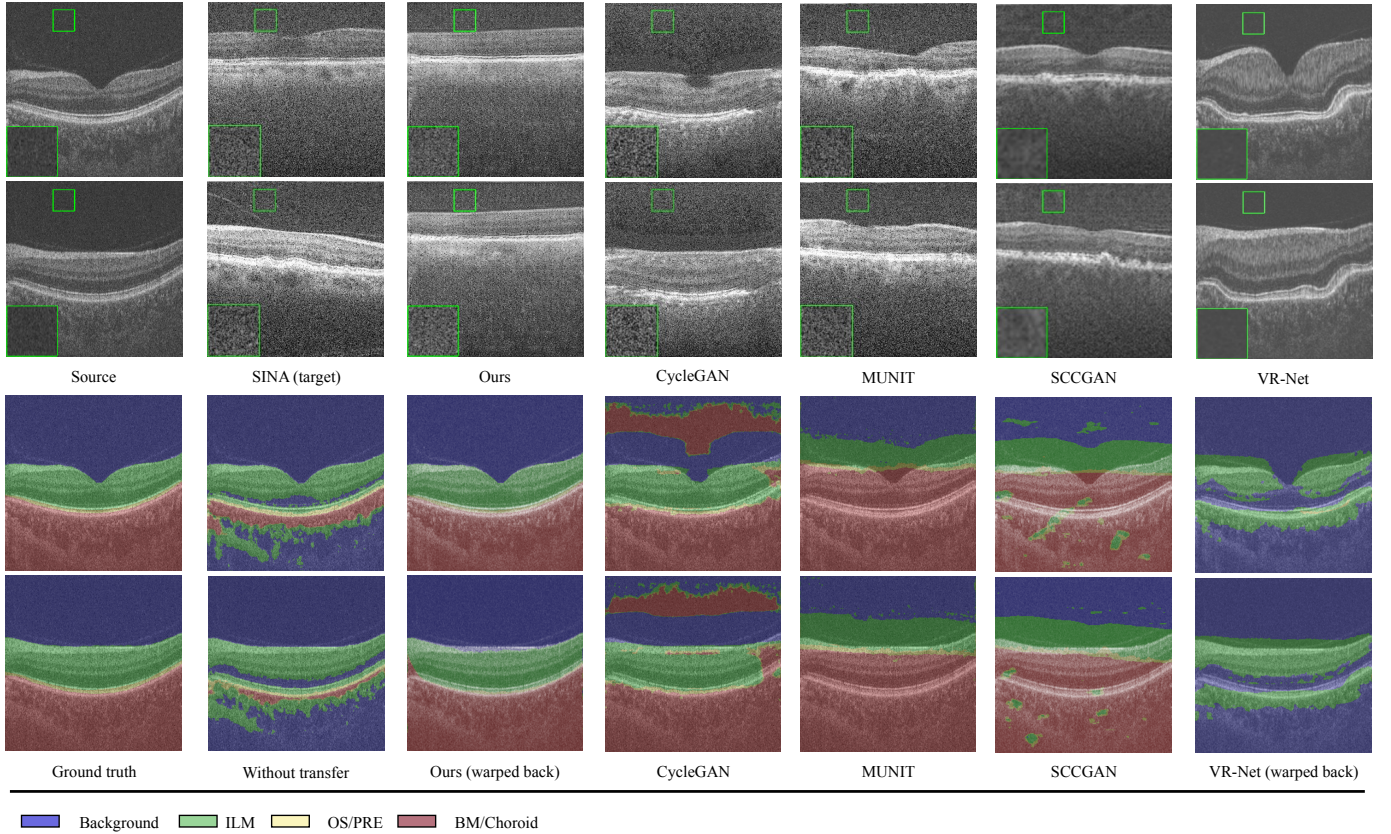 Source SINA (target) Ours CycleGAN MUNIT SCCGAN VR-Net
Ground truth Without transfer Ours (warped back) CycleGAN MUNIT SCCGAN VR-Net (warped back)
Background ILM OS/PRE BM/Choroid